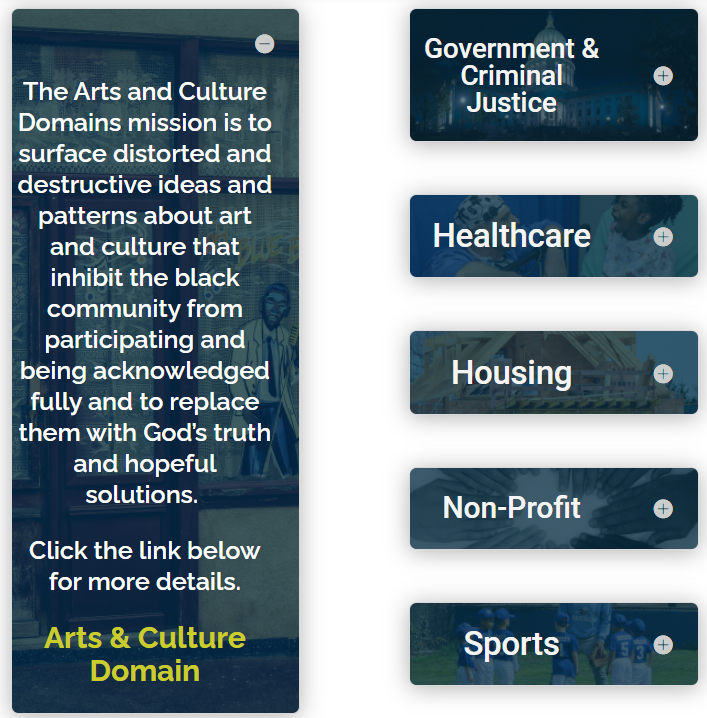 The Arts and Culture
Domains mission is to
surface distorted and
destructive ideas and
patterns about art
and culture that
inhibit the black
community from
participating and
being acknowledged
fully and to replace
them with God’s truth
and hopeful
solutions.
Click the link below
for more details.
Arts & Culture
Domain
Government &
Criminal
Justice
Healthcare
Housing
Non-Profit
Sports